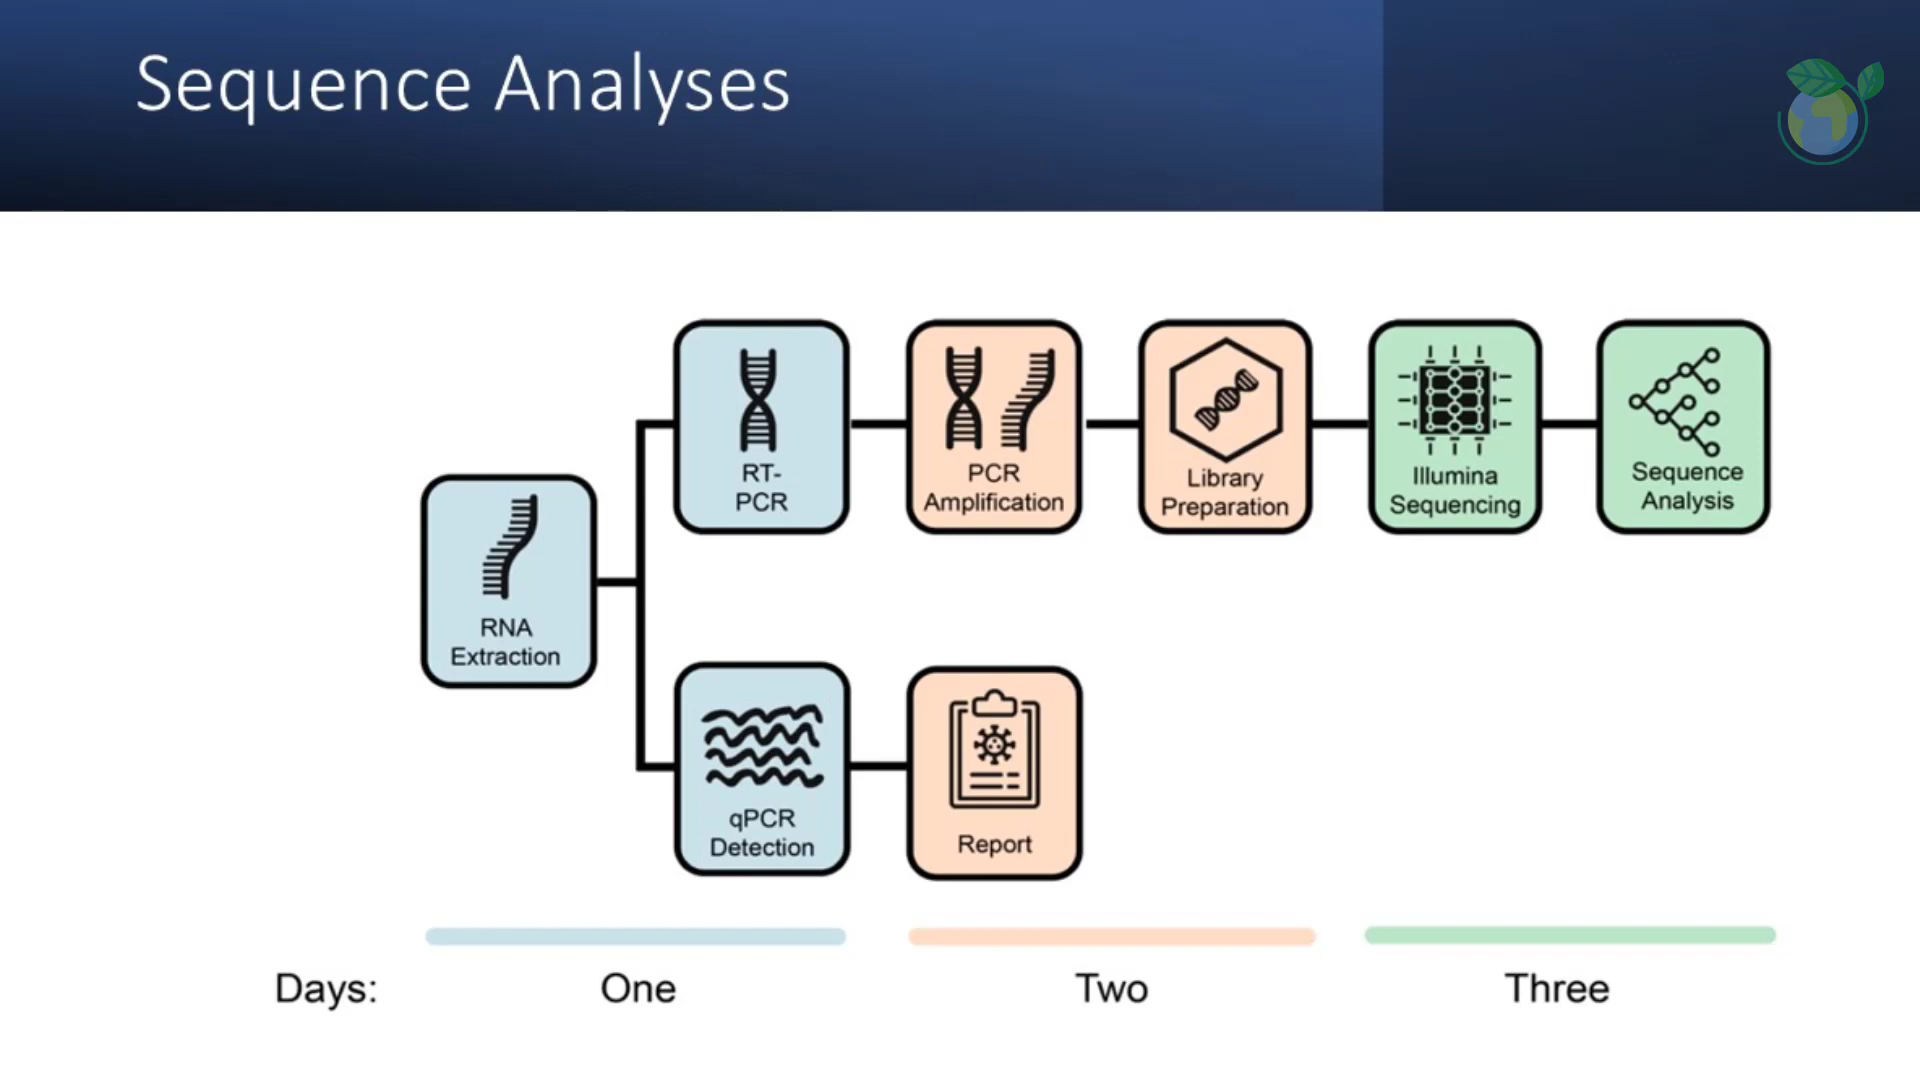 Sequence Analyses
RT-
PCR
PCR
Amplification
Library
Preparation
Illumina
Sequencing
Sequence
Analysis
RNA
Extraction
qPCR
Detection
Report
Days:
One
Two
Three